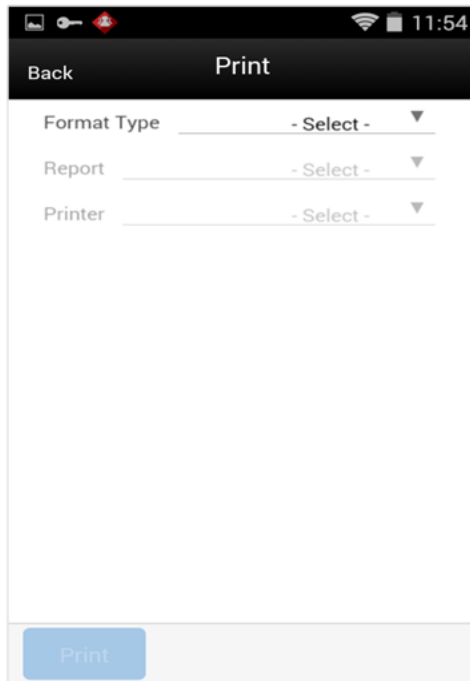 11:54
Back Print
Format Type - Select -
Report - Select -
Printer - Select -
Print